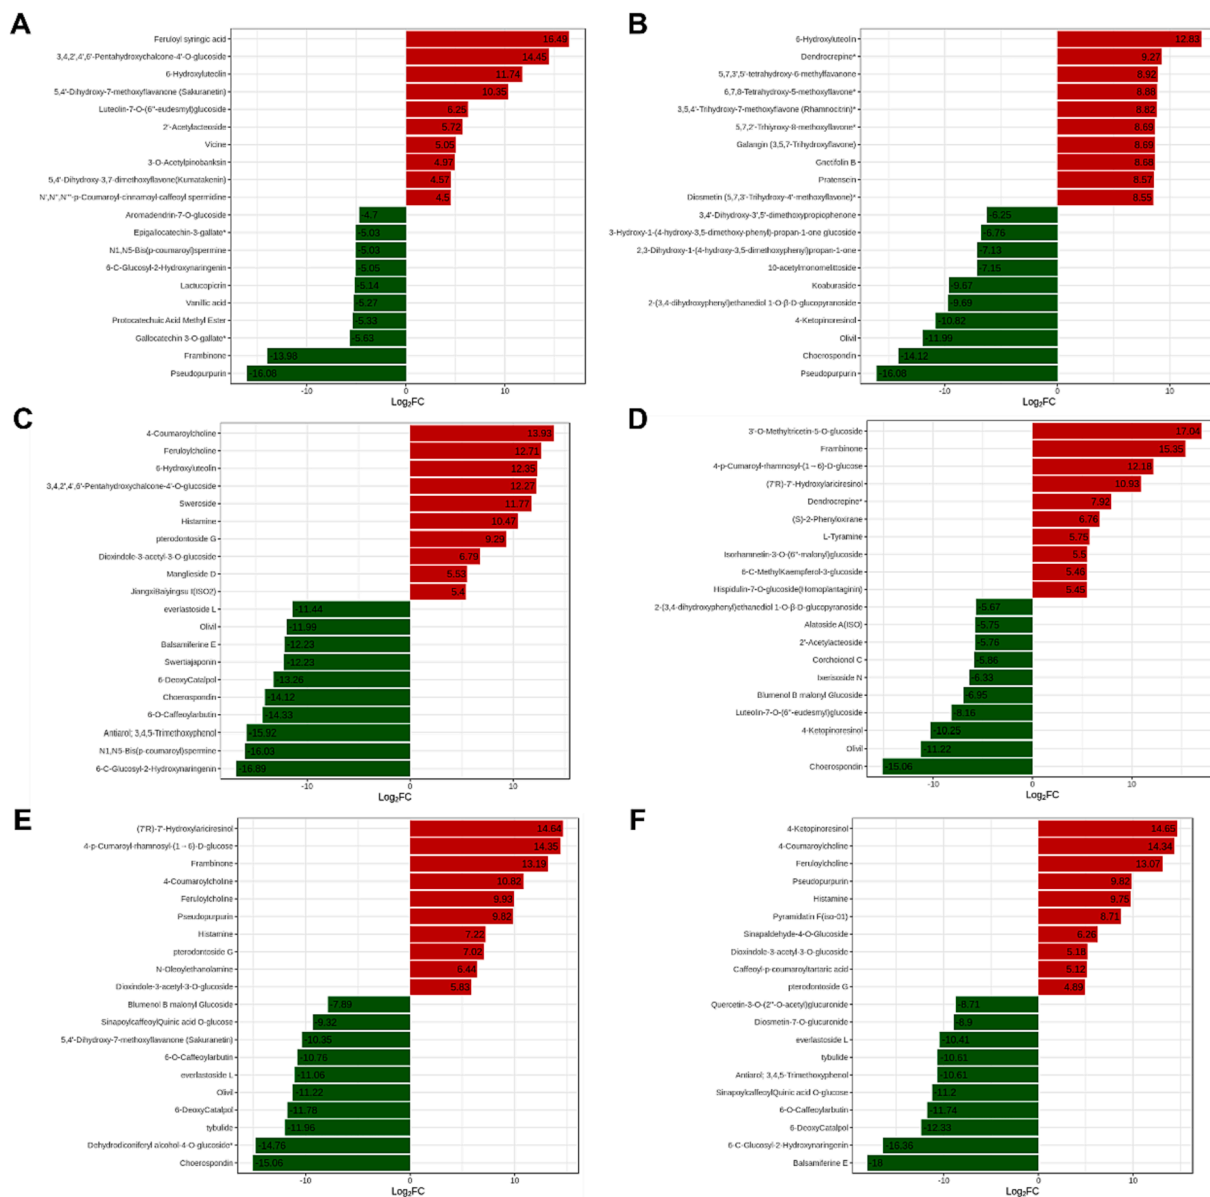 A
Feruloyl syringic acid 16.49
3,4,2',4',6'-Pentahydroxychalcone-4'-O-glucoside 14.45
6-Hydroxyluteolin 11.74
5,4'-Dihydroxy-7-methoxyflavanone (Sakuranetin) 10.35
Luteolin-7-O-(6''-eudesmyl)glucoside 6.25
2'-Acetylacteoside 5.72
Vicine 5.05
3-O-Acetylpinobanksin 4.97
5,4'-Dihydroxy-3,7-dimethoxyflavone(Kumatakenin) 4.57
N',N'',N'''-p-Coumaroyl-cinnamoyl-caffeoyl spermidine 4.5
Aromadendrin-7-O-glucoside -4.7
Epigallocatechin-3-gallate* -5.03
N1,N5-Bis(p-coumaroyl)spermine -5.03
6-C-Glucosyl-2-Hydroxynaringenin -5.05
Lactucopicrin -5.14
Vanillic acid -5.27
Protocatechuic Acid Methyl Ester -5.33
Gallocatechin 3-O-gallate* -5.63
Frambinone -13.98
Pseudopurpurin -16.08
-10 0 10
Log₂FC
B
6-Hydroxyluteolin 12.83
Dendrocrepine* 9.27
5,7,3',5'-tetrahydroxy-6-methylflavanone 8.92
6,7,8-Tetrahydroxy-5-methoxyflavone* 8.88
3,5,4'-Trihydroxy-7-methoxyflavone (Rhamnocitrin)* 8.82
5,7,2'-Trihiyroxy-8-methoxyflavone* 8.69
Galangin (3,5,7-Trihydroxyflavone) 8.69
Gnetifolin B 8.68
Pratensein 8.57
Diosmetin (5,7,3'-Trihydroxy-4'-methoxyflavone)* 8.55
3,4'-Dihydroxy-3',5'-dimethoxypropiophenone -6.25
3-Hydroxy-1-(4-hydroxy-3,5-dimethoxy-phenyl)-propan-1-one glucoside -6.76
2,3-Dihydroxy-1-(4-hydroxy-3,5-dimethoxyphenyl)propan-1-one -7.13
10-acetylmonomelittoside -7.15
Koaburaside -9.67
2-(3,4-dihydroxyphenyl)ethanediol 1-O-β-D-glucopyranoside -9.69
4-Ketopinoresinol -10.82
Olivil -11.99
Choerospondin -14.12
Pseudopurpurin -16.08
-10 0 10
Log₂FC
C
4-Coumaroylcholine 13.93
Feruloylcholine 12.71
6-Hydroxyluteolin 12.35
3,4,2',4',6'-Pentahydroxychalcone-4'-O-glucoside 12.27
Sweroside 11.77
Histamine 10.47
pterodontoside G 9.29
Dioxindole-3-acetyl-3-O-glucoside 6.79
Manglieside D 5.53
JiangxiBaiyingsu I(ISO2) 5.4
everlastoside L -11.44
Olivil -11.99
Balsamiferine E -12.23
Swertiajaponin -12.23
6-DeoxyCatalpol -13.26
Choerospondin -14.12
6-O-Caffeoylarbutin -14.33
Antiarol; 3,4,5-Trimethoxyphenol -15.92
N1,N5-Bis(p-coumaroyl)spermine -16.03
6-C-Glucosyl-2-Hydroxynaringenin -16.89
-10 0 10
Log₂FC
D
3'-O-Methyltricetin-5-O-glucoside 17.04
Frambinone 15.35
4-p-Cumaroyl-rhamnosyl-(1→6)-D-glucose 12.18
(7'R)-7'-Hydroxylariciresinol 10.93
Dendrocrepine* 7.92
(S)-2-Phenyloxirane 6.76
L-Tyramine 5.75
Isorhamnetin-3-O-(6''-malonyl)glucoside 5.5
6-C-MethylKaempferol-3-glucoside 5.46
Hispidulin-7-O-glucoside(Homoplantaginin) 5.45
2-(3,4-dihydroxyphenyl)ethanediol 1-O-β-D-glucopyranoside -5.67
Alatoside A(ISO) -5.75
2'-Acetylacteoside -5.76
Corchoionol C -5.86
Ixerisoside N -6.33
Blumenol B malonyl Glucoside -6.95
Luteolin-7-O-(6''-eudesmyl)glucoside -8.16
4-Ketopinoresinol -10.25
Olivil -11.22
Choerospondin -15.06
-10 0 10
Log₂FC
E
(7'R)-7'-Hydroxylariciresinol 14.64
4-p-Cumaroyl-rhamnosyl-(1→6)-D-glucose 14.35
Frambinone 13.19
4-Coumaroylcholine 10.82
Feruloylcholine 9.93
Pseudopurpurin 9.82
Histamine 7.22
pterodontoside G 7.02
N-Oleoylethanolamine 6.44
Dioxindole-3-acetyl-3-O-glucoside 5.83
Blumenol B malonyl Glucoside -7.89
SinapoylcaffeoylQuinic acid O-glucose -9.32
5,4'-Dihydroxy-7-methoxyflavanone (Sakuranetin) -10.35
6-O-Caffeoylarbutin -10.76
everlastoside L -11.06
Olivil -11.22
6-DeoxyCatalpol -11.78
tybulide -11.96
Dehydrodiconiferyl alcohol-4-O-glucoside* -14.76
Choerospondin -15.06
-10 0 10
Log₂FC
F
4-Ketopinoresinol 14.65
4-Coumaroylcholine 14.34
Feruloylcholine 13.07
Pseudopurpurin 9.82
Histamine 9.75
Pyramidatin F(iso-01) 8.71
Sinapaldehyde-4-O-Glucoside 6.26
Dioxindole-3-acetyl-3-O-glucoside 5.18
Caffeoyl-p-coumaroyltartaric acid 5.12
pterodontoside G 4.89
Quercetin-3-O-(2''-O-acetyl)glucuronide -8.71
Diosmetin-7-O-glucuronide -8.9
everlastoside L -10.41
tybulide -10.61
Antiarol; 3,4,5-Trimethoxyphenol -10.61
SinapoylcaffeoylQuinic acid O-glucose -11.2
6-O-Caffeoylarbutin -11.74
6-DeoxyCatalpol -12.33
6-C-Glucosyl-2-Hydroxynaringenin -16.36
Balsamiferine E -18
-10 0 10
Log₂FC